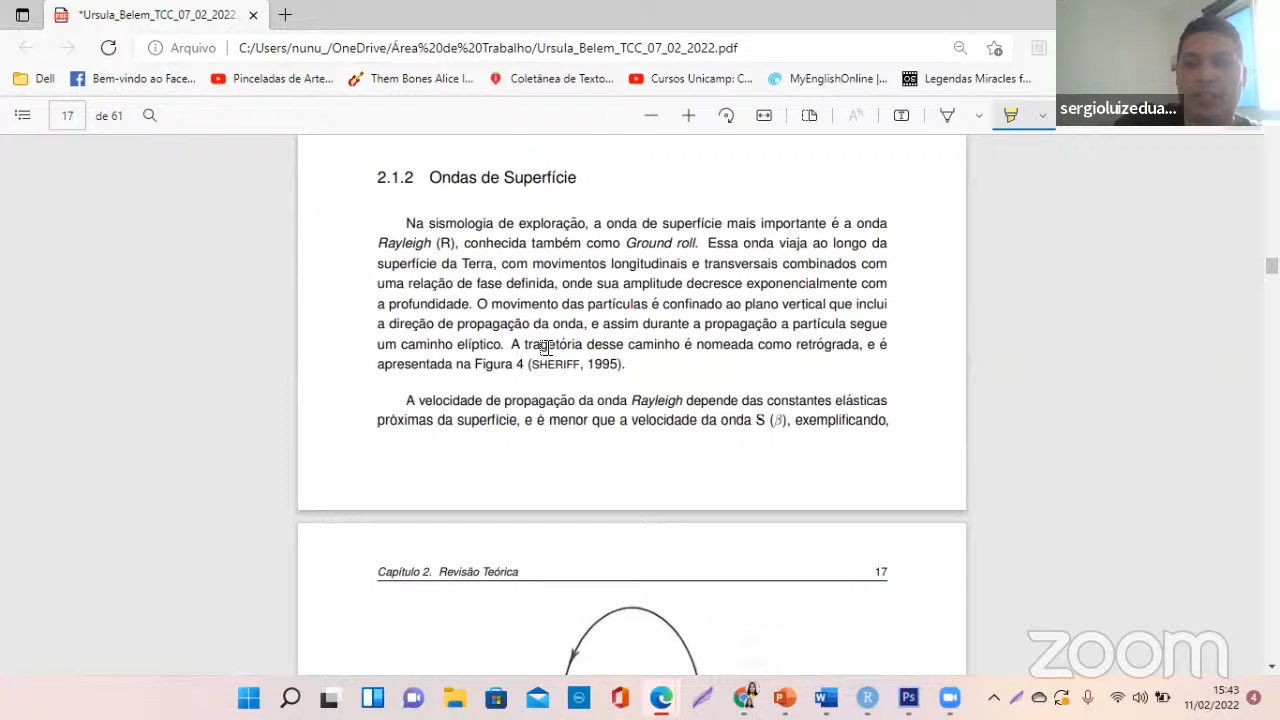 *Ursula_Belem_TCC_07_02_2022.
Arquivo C:/Users/nunu_/OneDrive/Área%20de%20Trabalho/Ursula_Belem_TCC_07_02_2022.pdf
Dell Bem-vindo ao Face... Pinceladas de Arte... Them Bones Alice I... Coletânea de Texto... Cursos Unicamp: C... MyEnglishOnline |... Legendas Miracles f...
sergioluizedua...
17 de 61
2.1.2 Ondas de Superfície
Na sismologia de exploração, a onda de superfície mais importante é a onda
Rayleigh (R), conhecida também como Ground roll. Essa onda viaja ao longo da
superfície da Terra, com movimentos longitudinais e transversais combinados com
uma relação de fase definida, onde sua amplitude decresce exponencialmente com
a profundidade. O movimento das partículas é confinado ao plano vertical que inclui
a direção de propagação da onda, e assim durante a propagação a partícula segue
um caminho elíptico. A trajetória desse caminho é nomeada como retrógrada, e é
apresentada na Figura 4 (SHERIFF, 1995).
A velocidade de propagação da onda Rayleigh depende das constantes elásticas
próximas da superfície, e é menor que a velocidade da onda S (β), exemplificando,
Capítulo 2. Revisão Teórica 17
zoom
15:43
11/02/2022
4